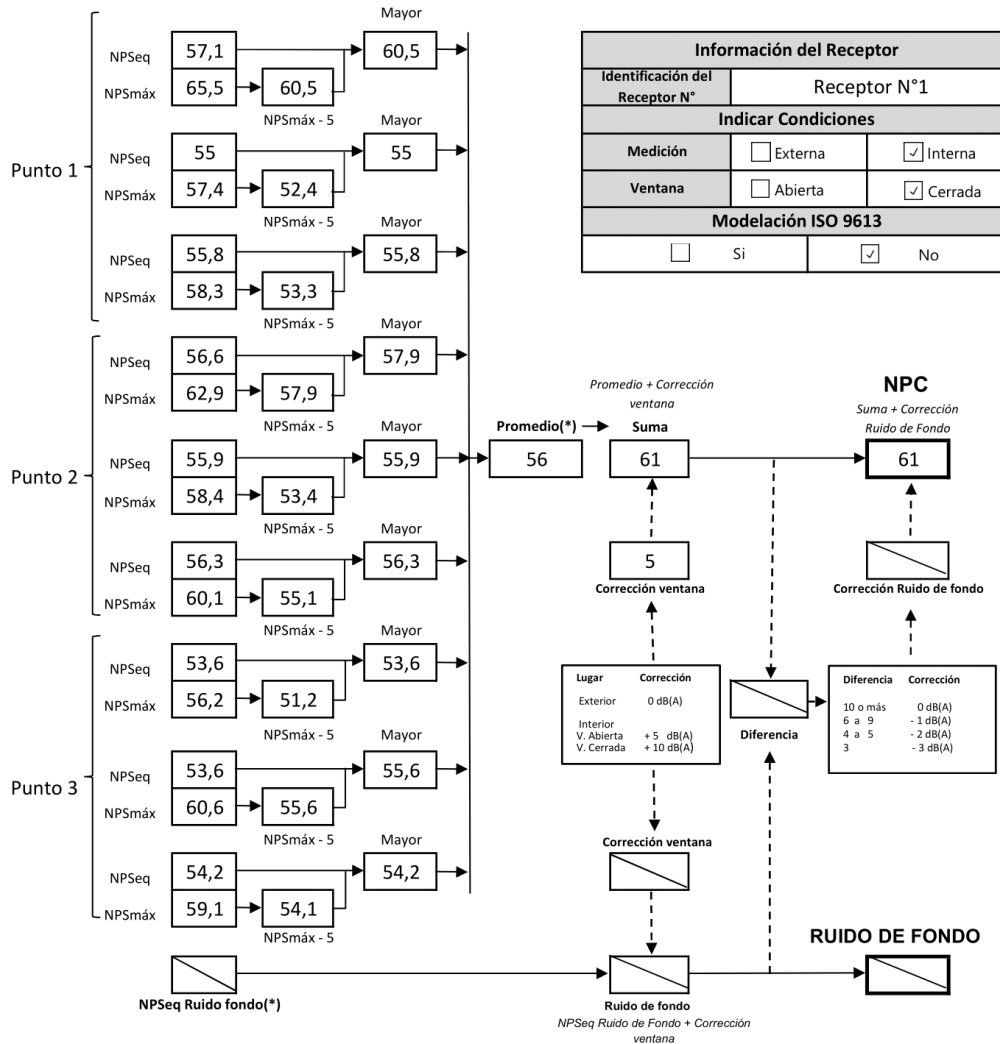 Mayor
NPSeq 57,1 60,5
NPSmáx 65,5 60,5
NPSmáx - 5
Mayor
Punto 1
NPSeq 55 55
NPSmáx 57,4 52,4
NPSmáx - 5
Mayor
NPSeq 55,8 55,8
NPSmáx 58,3 53,3
NPSmáx - 5
Mayor
NPSeq 56,6 57,9
NPSmáx 62,9 57,9
NPSmáx - 5
Mayor
Punto 2
NPSeq 55,9 55,9
NPSmáx 58,4 53,4
NPSmáx - 5
Mayor
NPSeq 56,3 56,3
NPSmáx 60,1 55,1
NPSmáx - 5
Mayor
NPSeq 53,6 53,6
NPSmáx 56,2 51,2
NPSmáx - 5
Mayor
Punto 3
NPSeq 53,6 55,6
NPSmáx 60,6 55,6
NPSmáx - 5
Mayor
NPSeq 54,2 54,2
NPSmáx 59,1 54,1
NPSmáx - 5
NPSeq Ruido fondo(*)
Información del Receptor
Identificación del
Receptor N°
Receptor N°1
Indicar Condiciones
Medición Externa ✓ Interna
Ventana Abierta ✓ Cerrada
Modelación ISO 9613
Si ✓ No
Promedio + Corrección
ventana
Promedio(*) Suma
56 61
5
Corrección ventana
NPC
Suma + Corrección
Ruido de Fondo
61
Corrección Ruido de fondo
Lugar Corrección
Exterior 0 dB(A)
Interior
V. Abierta + 5 dB(A)
V. Cerrada + 10 dB(A)
Diferencia
Diferencia Corrección
10 o más 0 dB(A)
6 a 9 - 1 dB(A)
4 a 5 - 2 dB(A)
3 - 3 dB(A)
Corrección ventana
Ruido de fondo
NPSeq Ruido de Fondo + Corrección
ventana
RUIDO DE FONDO